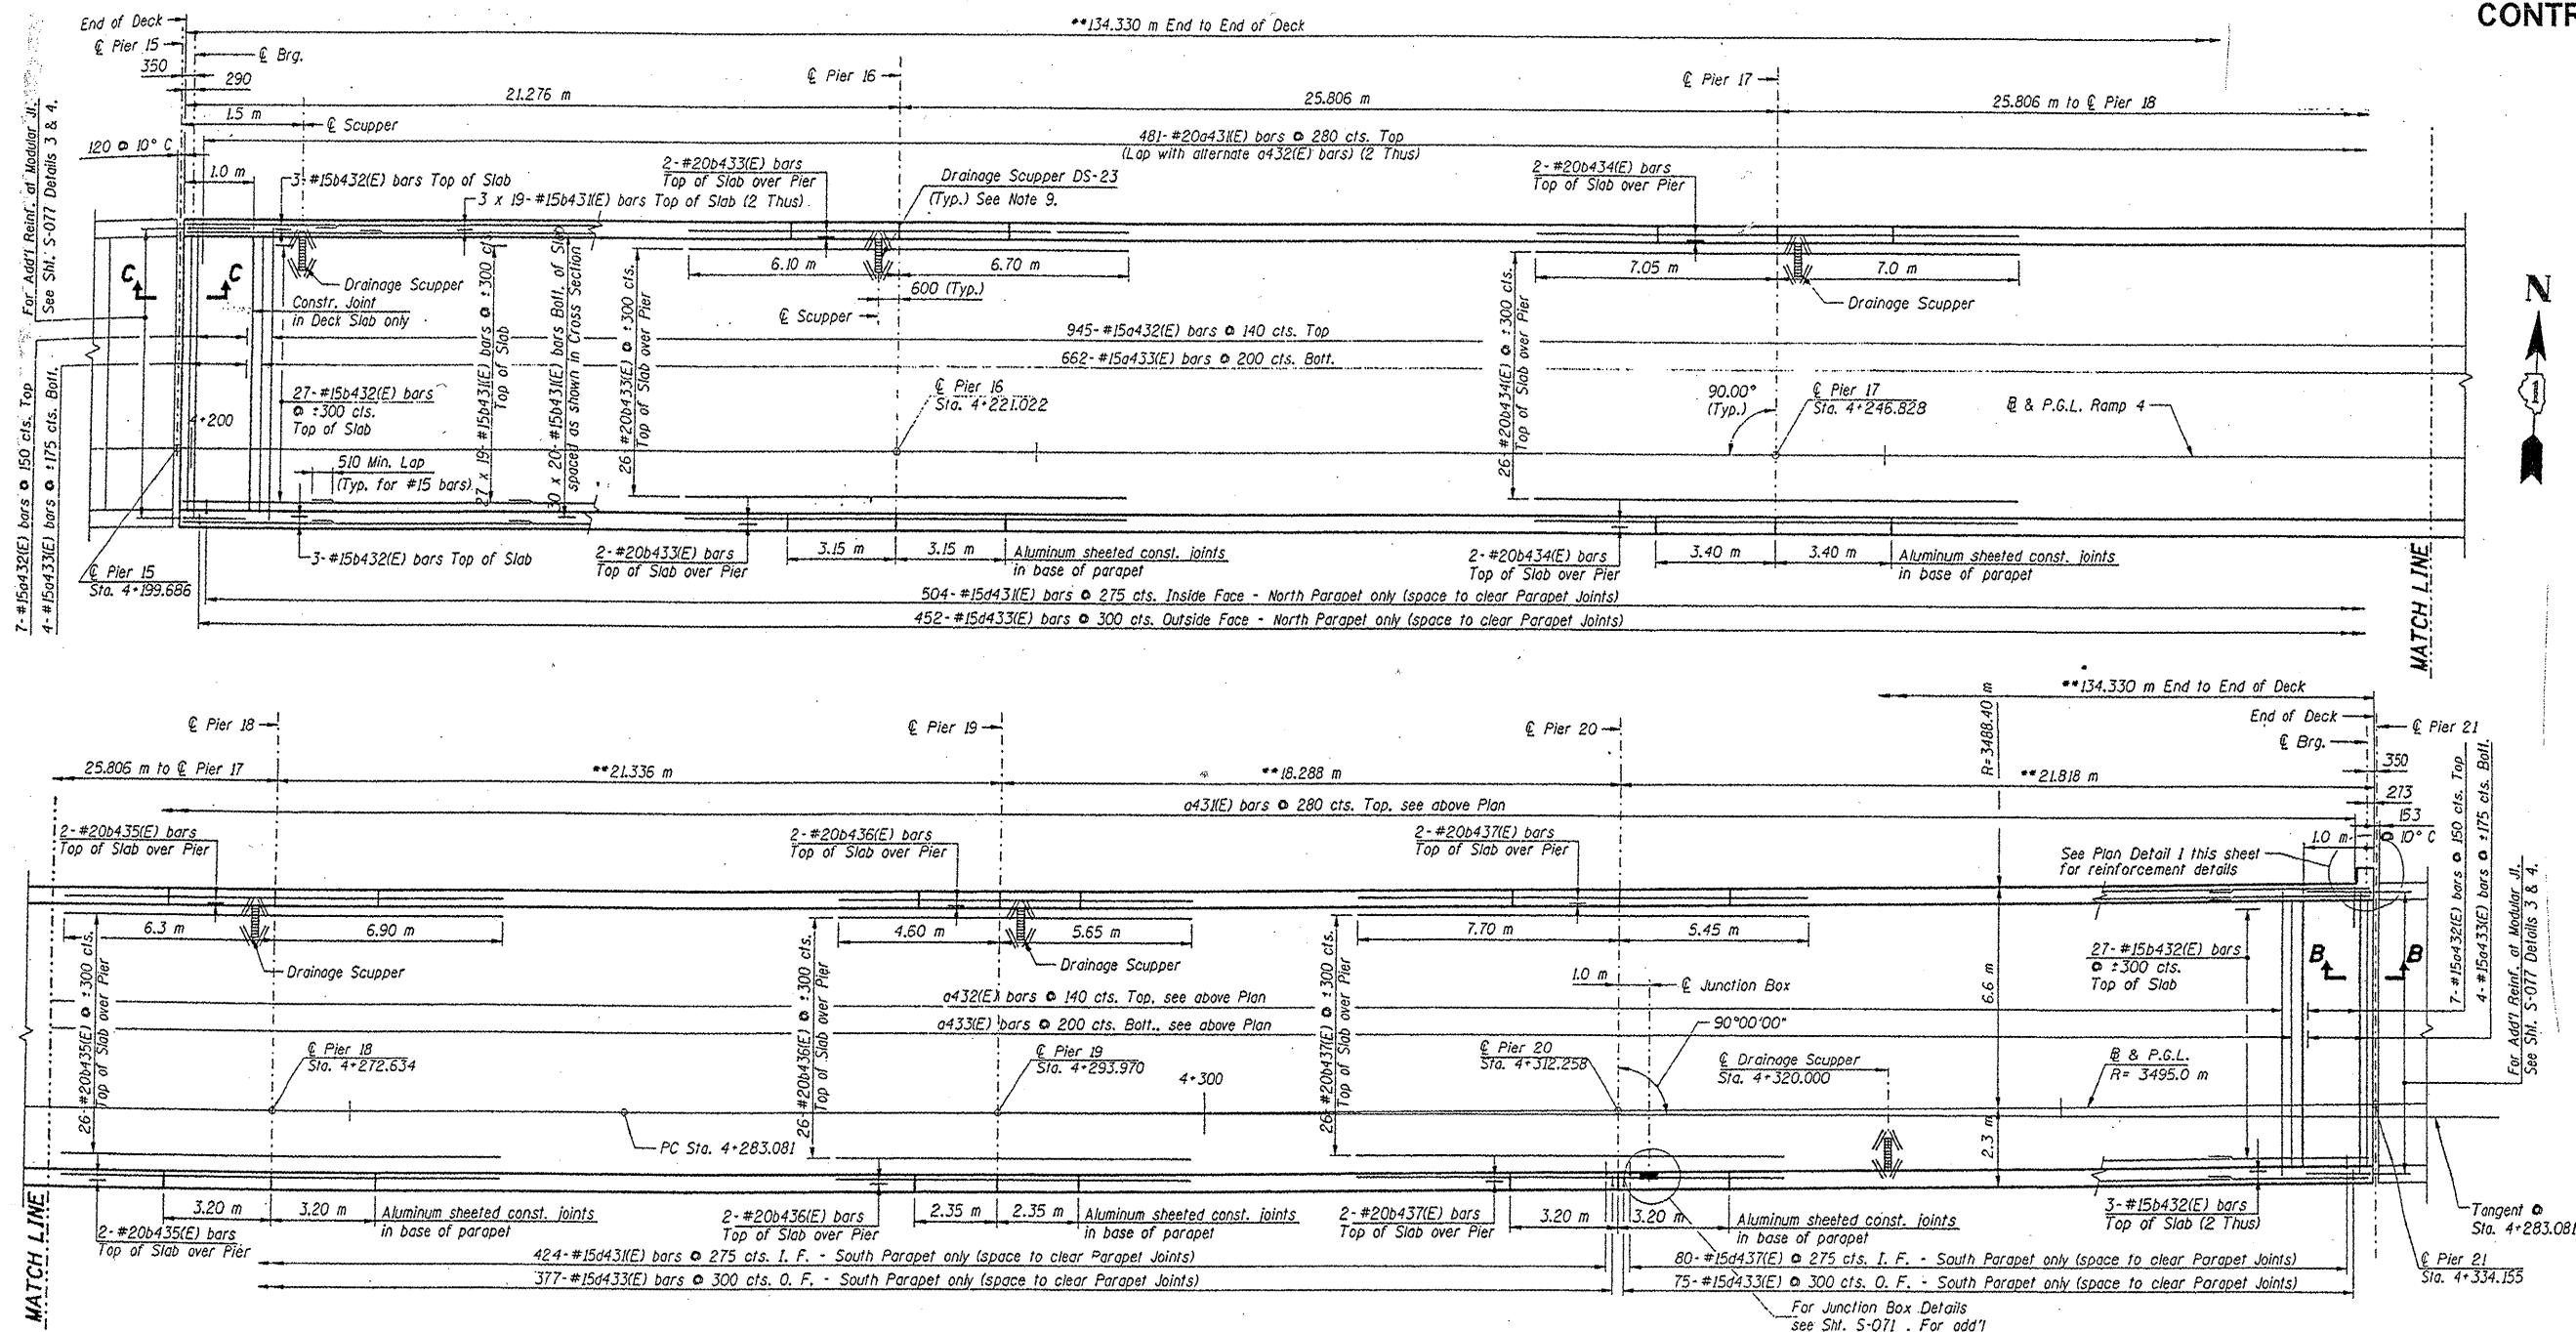 CONTR
End of Deck
**134.330 m End to End of Deck
℄ Pier 15
℄ Brg.
350
290
℄ Pier 16
℄ Pier 17
21.276 m
25.806 m
25.806 m to ℄ Pier 18
1.5 m
℄ Scupper
120 @ 10° C
1.0 m
481-#20a431(E) bars @ 280 cts. Top
(Lap with alternate a432(E) bars) (2 Thus)
For Add'l Reinf. at Modular Jt.
See Sht. S-077 Details 3 & 4.
3-#15b432(E) bars Top of Slab
3 x 19-#15b431(E) bars Top of Slab (2 Thus)
2-#20b433(E) bars
Top of Slab over Pier
Drainage Scupper DS-23
(Typ.) See Note 9.
2-#20b434(E) bars
Top of Slab over Pier
C
C
Drainage Scupper
Constr. Joint
in Deck Slab only
6.10 m
6.70 m
600 (Typ.)
℄ Scupper
7.05 m
7.0 m
Drainage Scupper
N
945-#15a432(E) bars @ 140 cts. Top
662-#15a433(E) bars @ 200 cts. Bott.
7-#15a432(E) bars @ 150 cts. Top
4-#15a433(E) bars @ ±175 cts. Bott.
27-#15b432(E) bars
@ ±300 cts.
Top of Slab
27 x 19-#15b431(E) bars @ ±300 cts.
Top of Slab
30 x 20-#15b431(E) bars Bott. of Slab
spaced as shown in Cross Section
26-#20b433(E) @ ±300 cts.
Top of Slab over Pier
26-#20b434(E) @ ±300 cts.
Top of Slab over Pier
4+200
℄ Pier 16
Sta. 4+221.022
90.00°
(Typ.)
℄ Pier 17
Sta. 4+246.828
℄ & P.G.L. Ramp 4
1
510 Min. Lap
(Typ. for #15 bars)
3-#15b432(E) bars Top of Slab
℄ Pier 15
Sta. 4+199.686
2-#20b433(E) bars
Top of Slab over Pier
3.15 m
3.15 m
Aluminum sheeted const. joints
in base of parapet
2-#20b434(E) bars
Top of Slab over Pier
3.40 m
3.40 m
Aluminum sheeted const. joints
in base of parapet
504-#15d431(E) bars @ 275 cts. Inside Face - North Parapet only (space to clear Parapet Joints)
452-#15d433(E) bars @ 300 cts. Outside Face - North Parapet only (space to clear Parapet Joints)
MATCH LINE
**134.330 m End to End of Deck
℄ Pier 18
℄ Pier 19
℄ Pier 20
End of Deck
℄ Pier 21
℄ Brg.
R=3488.40 m
25.806 m to ℄ Pier 17
**21.336 m
**18.288 m
**21.818 m
350
273
153
@ 10° C
1.0 m
a431(E) bars @ 280 cts. Top, see above Plan
2-#20b435(E) bars
Top of Slab over Pier
2-#20b436(E) bars
Top of Slab over Pier
2-#20b437(E) bars
Top of Slab over Pier
See Plan Detail 1 this sheet
for reinforcement details
7-#15a432(E) bars @ 150 cts. Top
4-#15a433(E) bars @ ±175 cts. Bott.
For Add'l Reinf. at Modular Jt.
See Sht. S-077 Details 3 & 4.
6.3 m
6.90 m
Drainage Scupper
4.60 m
5.65 m
Drainage Scupper
7.70 m
5.45 m
1.0 m
℄ Junction Box
27-#15b432(E) bars
@ ±300 cts.
Top of Slab
B
B
6.6 m
a432(E) bars @ 140 cts. Top, see above Plan
a433(E) bars @ 200 cts. Bott., see above Plan
26-#20b435(E) @ ±300 cts.
Top of Slab over Pier
26-#20b436(E) @ ±300 cts.
Top of Slab over Pier
26-#20b437(E) @ ±300 cts.
Top of Slab over Pier
90°00'00"
℄ Pier 18
Sta. 4+272.634
℄ Pier 19
Sta. 4+293.970
4+300
℄ Pier 20
Sta. 4+312.258
℄ Drainage Scupper
Sta. 4+320.000
℄ & P.G.L.
R= 3495.0 m
PC Sta. 4+283.081
2.3 m
MATCH LINE
2-#20b435(E) bars
Top of Slab over Pier
3.20 m
3.20 m
Aluminum sheeted const. joints
in base of parapet
2-#20b436(E) bars
Top of Slab over Pier
2.35 m
2.35 m
Aluminum sheeted const. joints
in base of parapet
2-#20b437(E) bars
Top of Slab over Pier
3.20 m
3.20 m
Aluminum sheeted const. joints
in base of parapet
3-#15b432(E) bars
Top of Slab (2 Thus)
Tangent @
Sta. 4+283.081
424-#15d431(E) bars @ 275 cts. I. F. - South Parapet only (space to clear Parapet Joints)
377-#15d433(E) bars @ 300 cts. O. F. - South Parapet only (space to clear Parapet Joints)
80-#15d437(E) @ 275 cts. I. F. - South Parapet only (space to clear Parapet Joints)
75-#15d433(E) @ 300 cts. O. F. - South Parapet only (space to clear Parapet Joints)
℄ Pier 21
Sta. 4+334.155
For Junction Box Details
see Sht. S-071 . For add'l